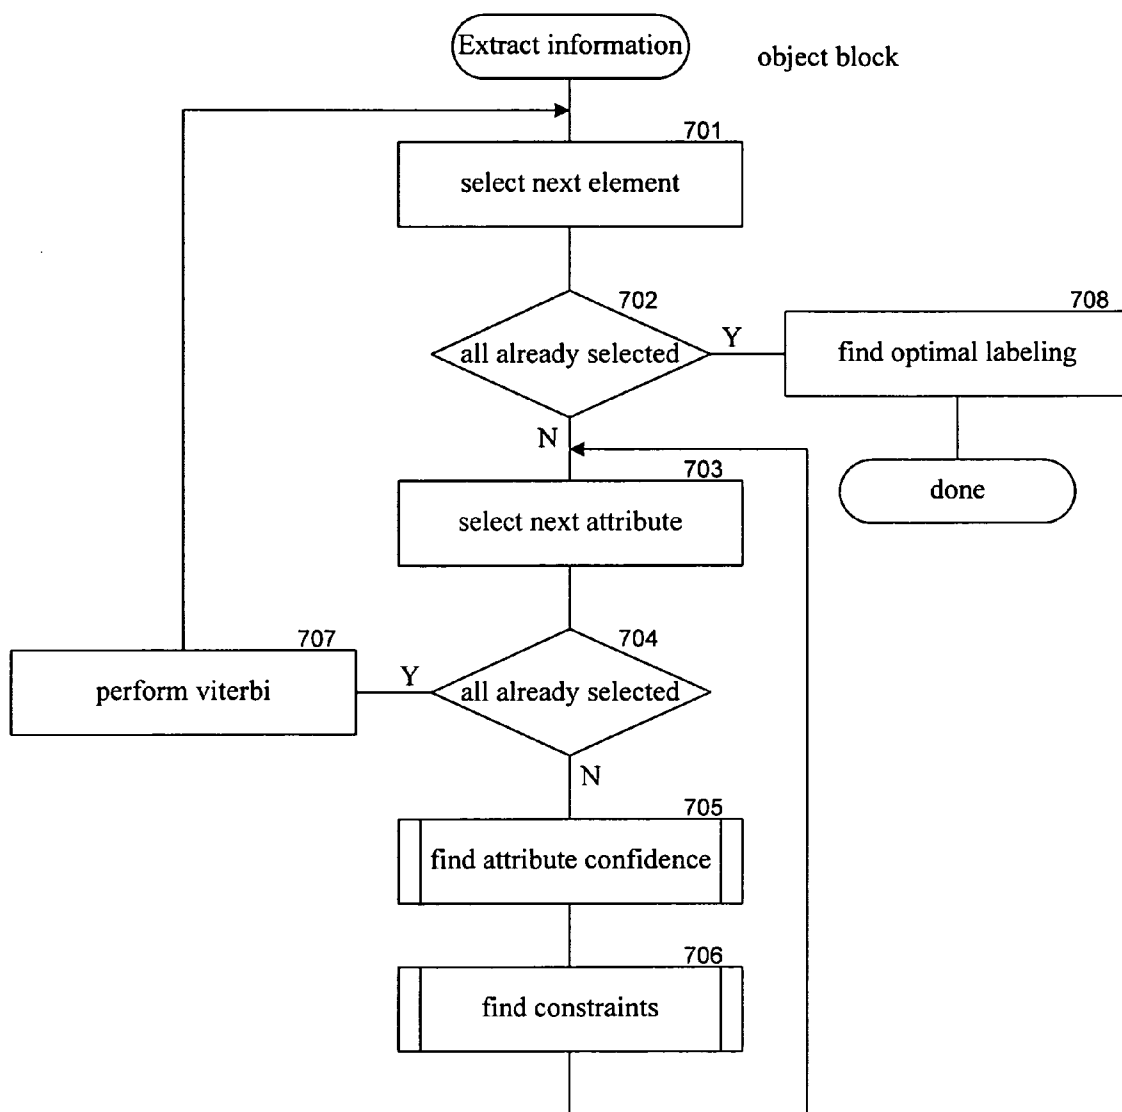 Extract information
object block
701
select next element
702
all already selected
Y
708
find optimal labeling
N
done
703
select next attribute
704
all already selected
Y
707
perform viterbi
N
705
find attribute confidence
706
find constraints